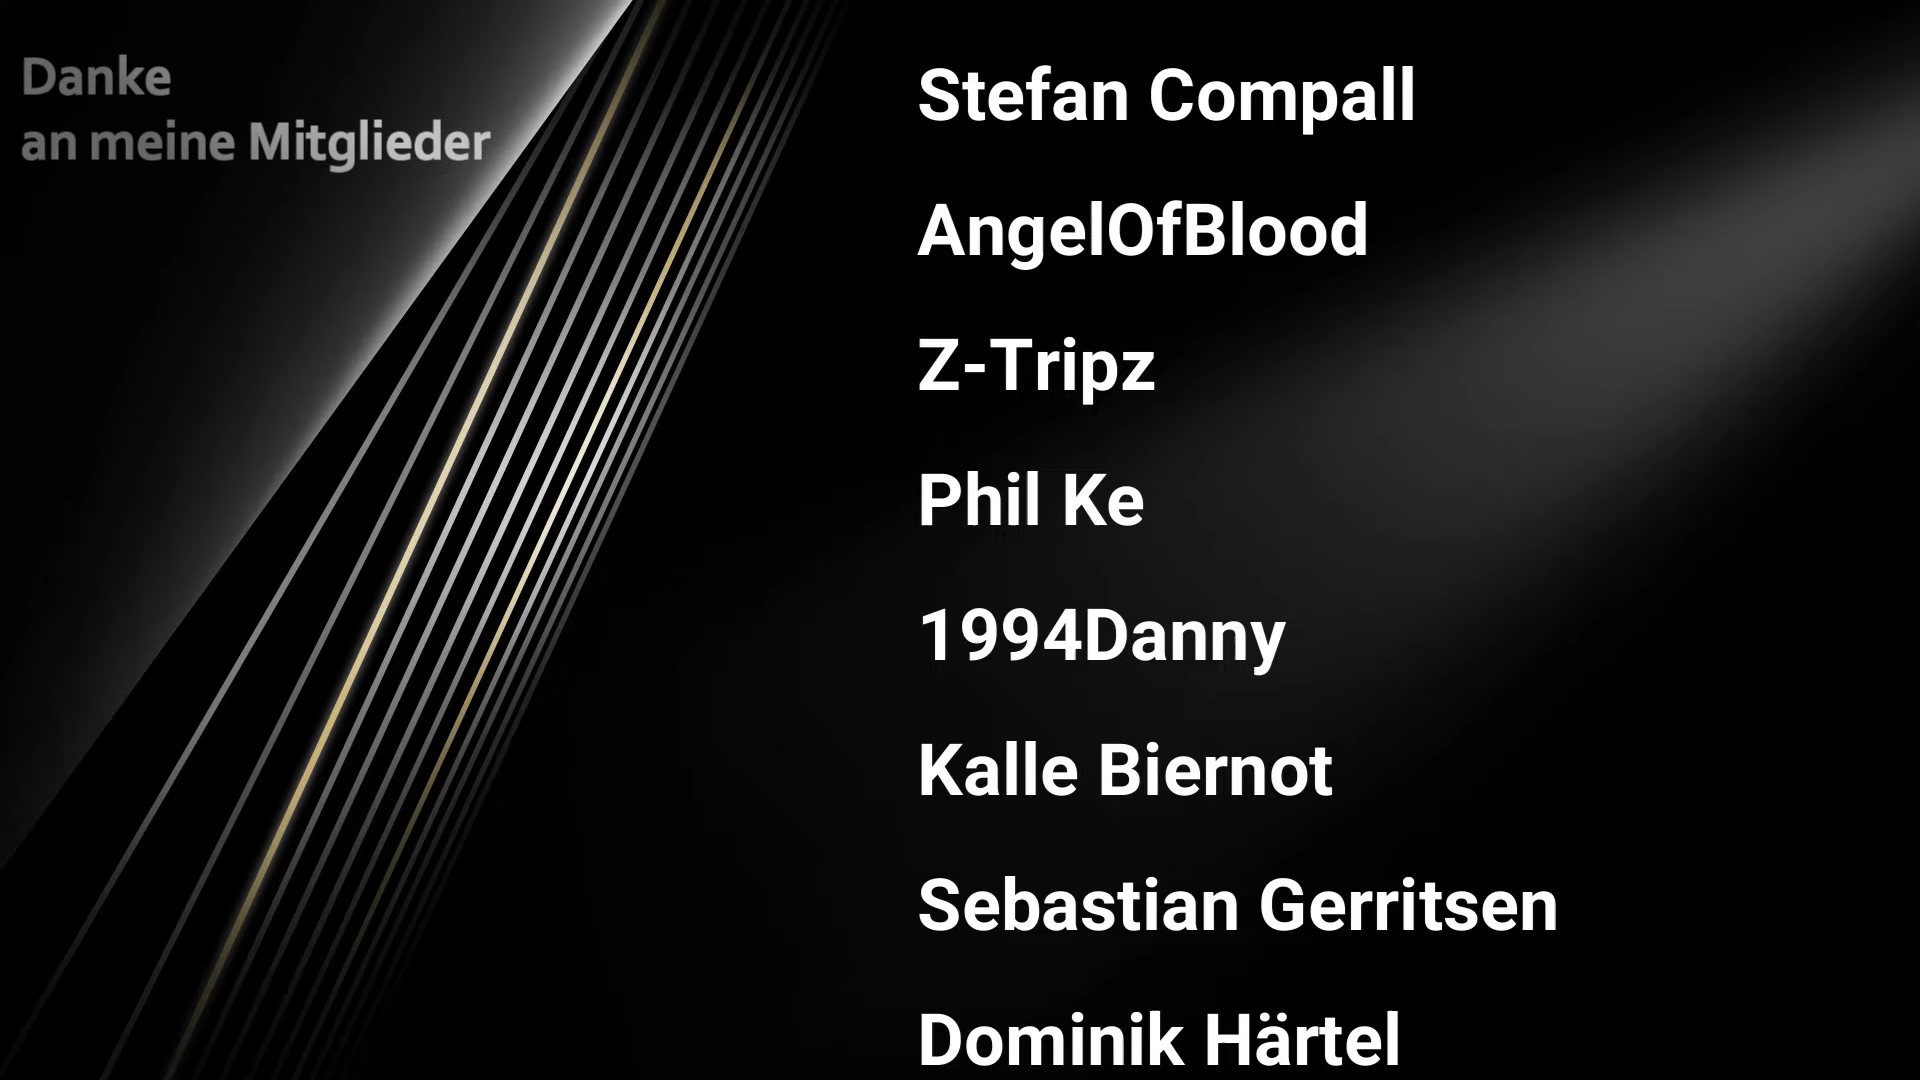 Danke
an meine Mitglieder
Stefan Compall
AngelOfBlood
Z-Tripz
Phil Ke
1994Danny
Kalle Biernot
Sebastian Gerritsen
Dominik Härtel